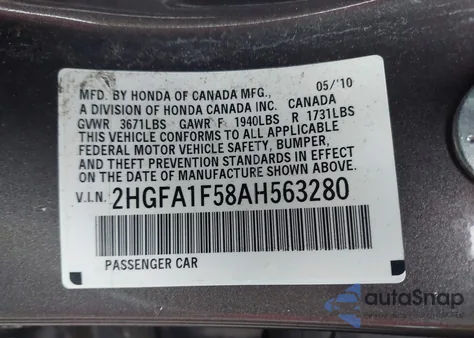 MFD. BY HONDA OF CANADA MFG., 05/'10
A DIVISION OF HONDA CANADA INC. CANADA
GVWR 3671LBS GAWR F 1940LBS R 1731LBS
THIS VEHICLE CONFORMS TO ALL APPLICABLE
FEDERAL MOTOR VEHICLE SAFETY, BUMPER,
AND THEFT PREVENTION STANDARDS IN EFFECT
ON THE DATE OF MANUFACTURE SHOWN ABOVE.
V.I.N. 2HGFA1F58AH563280
PASSENGER CAR
autaSnap